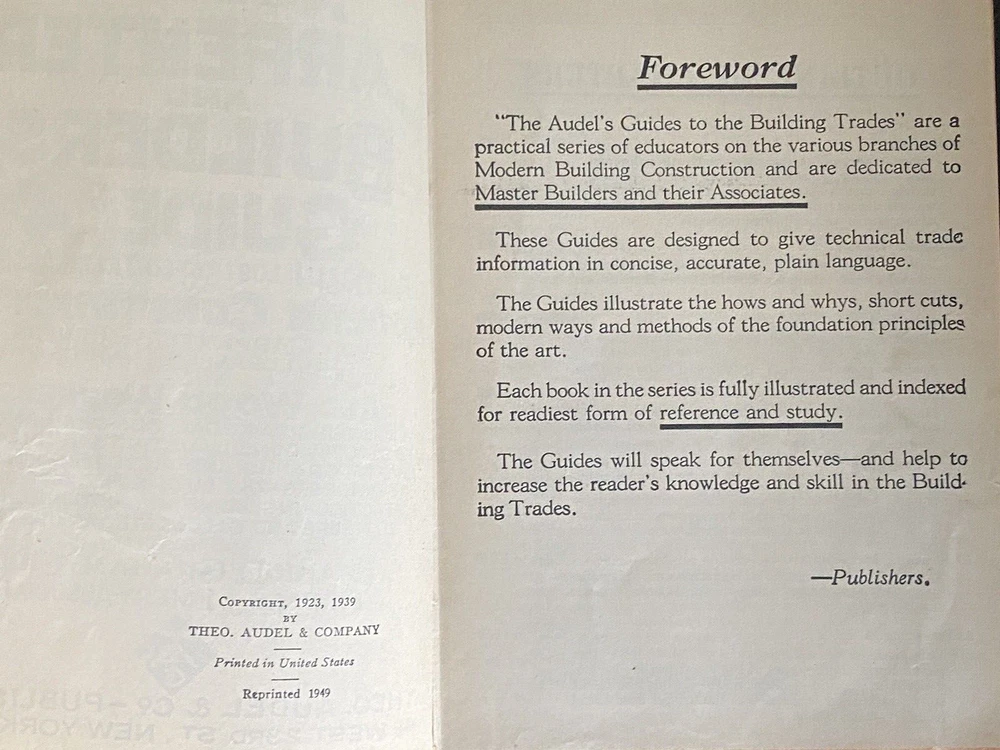 COPYRIGHT, 1923, 1939
BY
THEO. AUDEL & COMPANY
Printed in United States
Reprinted 1949
Foreword
"The Audel's Guides to the Building Trades" are a
practical series of educators on the various branches of
Modern Building Construction and are dedicated to
Master Builders and their Associates.
These Guides are designed to give technical trade
information in concise, accurate, plain language.
The Guides illustrate the hows and whys, short cuts,
modern ways and methods of the foundation principles
of the art.
Each book in the series is fully illustrated and indexed
for readiest form of reference and study.
The Guides will speak for themselves—and help to
increase the reader's knowledge and skill in the Build-
ing Trades.
—Publishers.